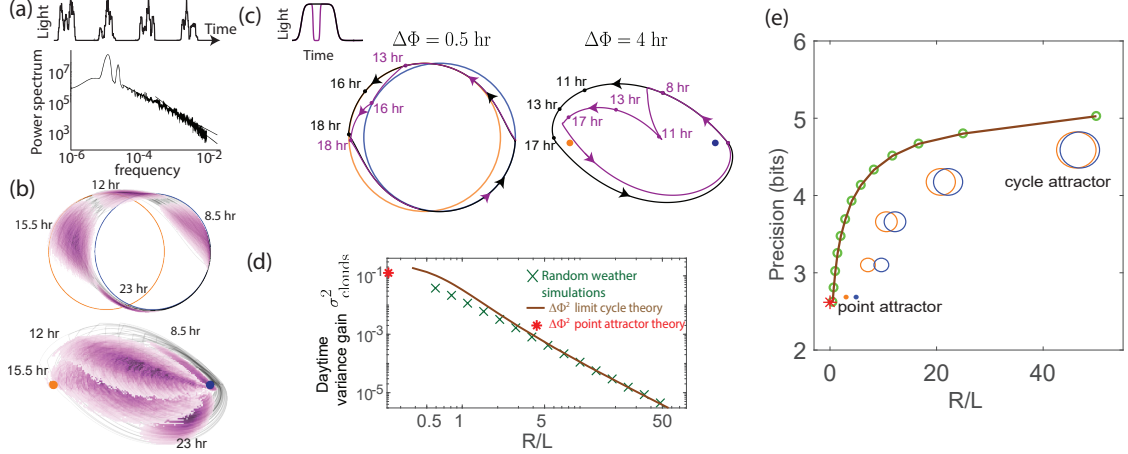 (a)
Light
Time
Power spectrum
10^7
10^5
10^3
10^-6
10^-4
10^-2
frequency
(b)
12 hr
15.5 hr
8.5 hr
23 hr
12 hr
8.5 hr
15.5 hr
23 hr
(c)
Light
Time
ΔΦ = 0.5 hr
ΔΦ = 4 hr
13 hr
16 hr
16 hr
18 hr
18 hr
11 hr
8 hr
13 hr
13 hr
17 hr
11 hr
17 hr
(d)
Daytime
variance gain σ²clouds
10^-1
10^-3
10^-5
0.5
1
5
50
R/L
Random weather
simulations
ΔΦ² limit cycle theory
ΔΦ² point attractor theory
(e)
Precision (bits)
6
5
4
3
2
0
20
40
R/L
cycle attractor
point attractor